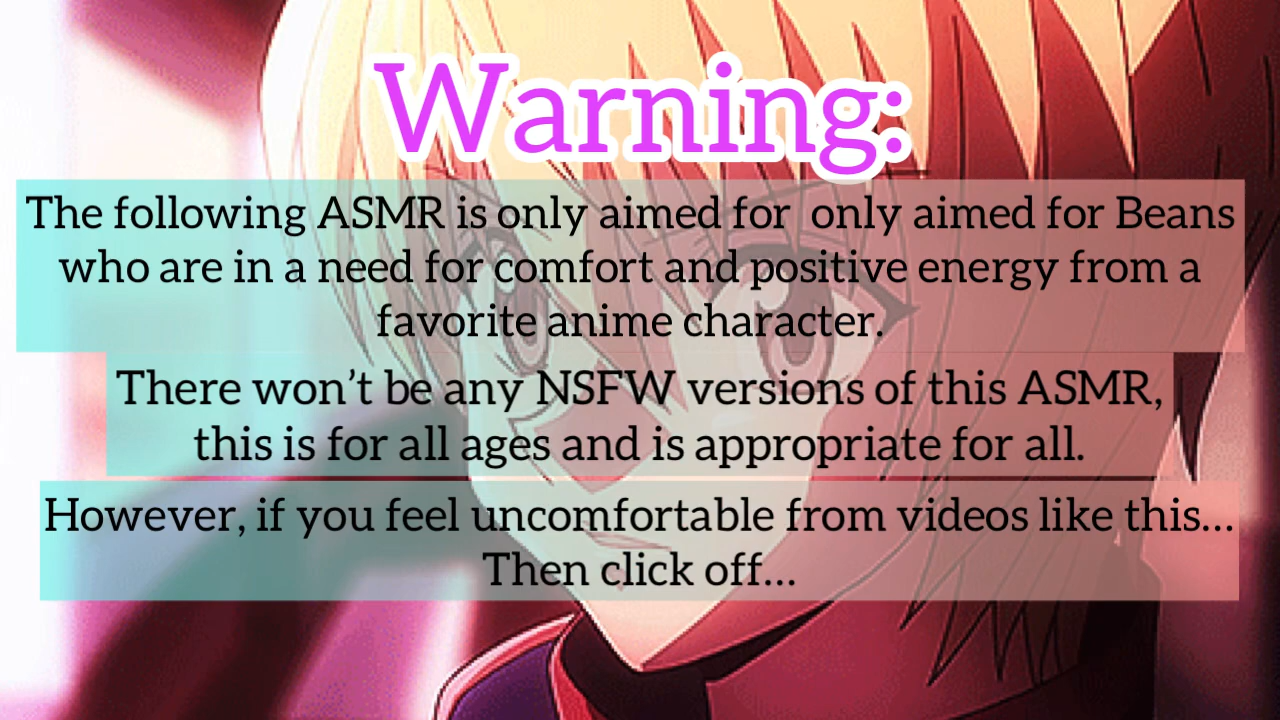 Warning:
The following ASMR is only aimed for only aimed for Beans
who are in a need for comfort and positive energy from a
favorite anime character.
There won’t be any NSFW versions of this ASMR,
this is for all ages and is appropriate for all.
However, if you feel uncomfortable from videos like this...
Then click off...